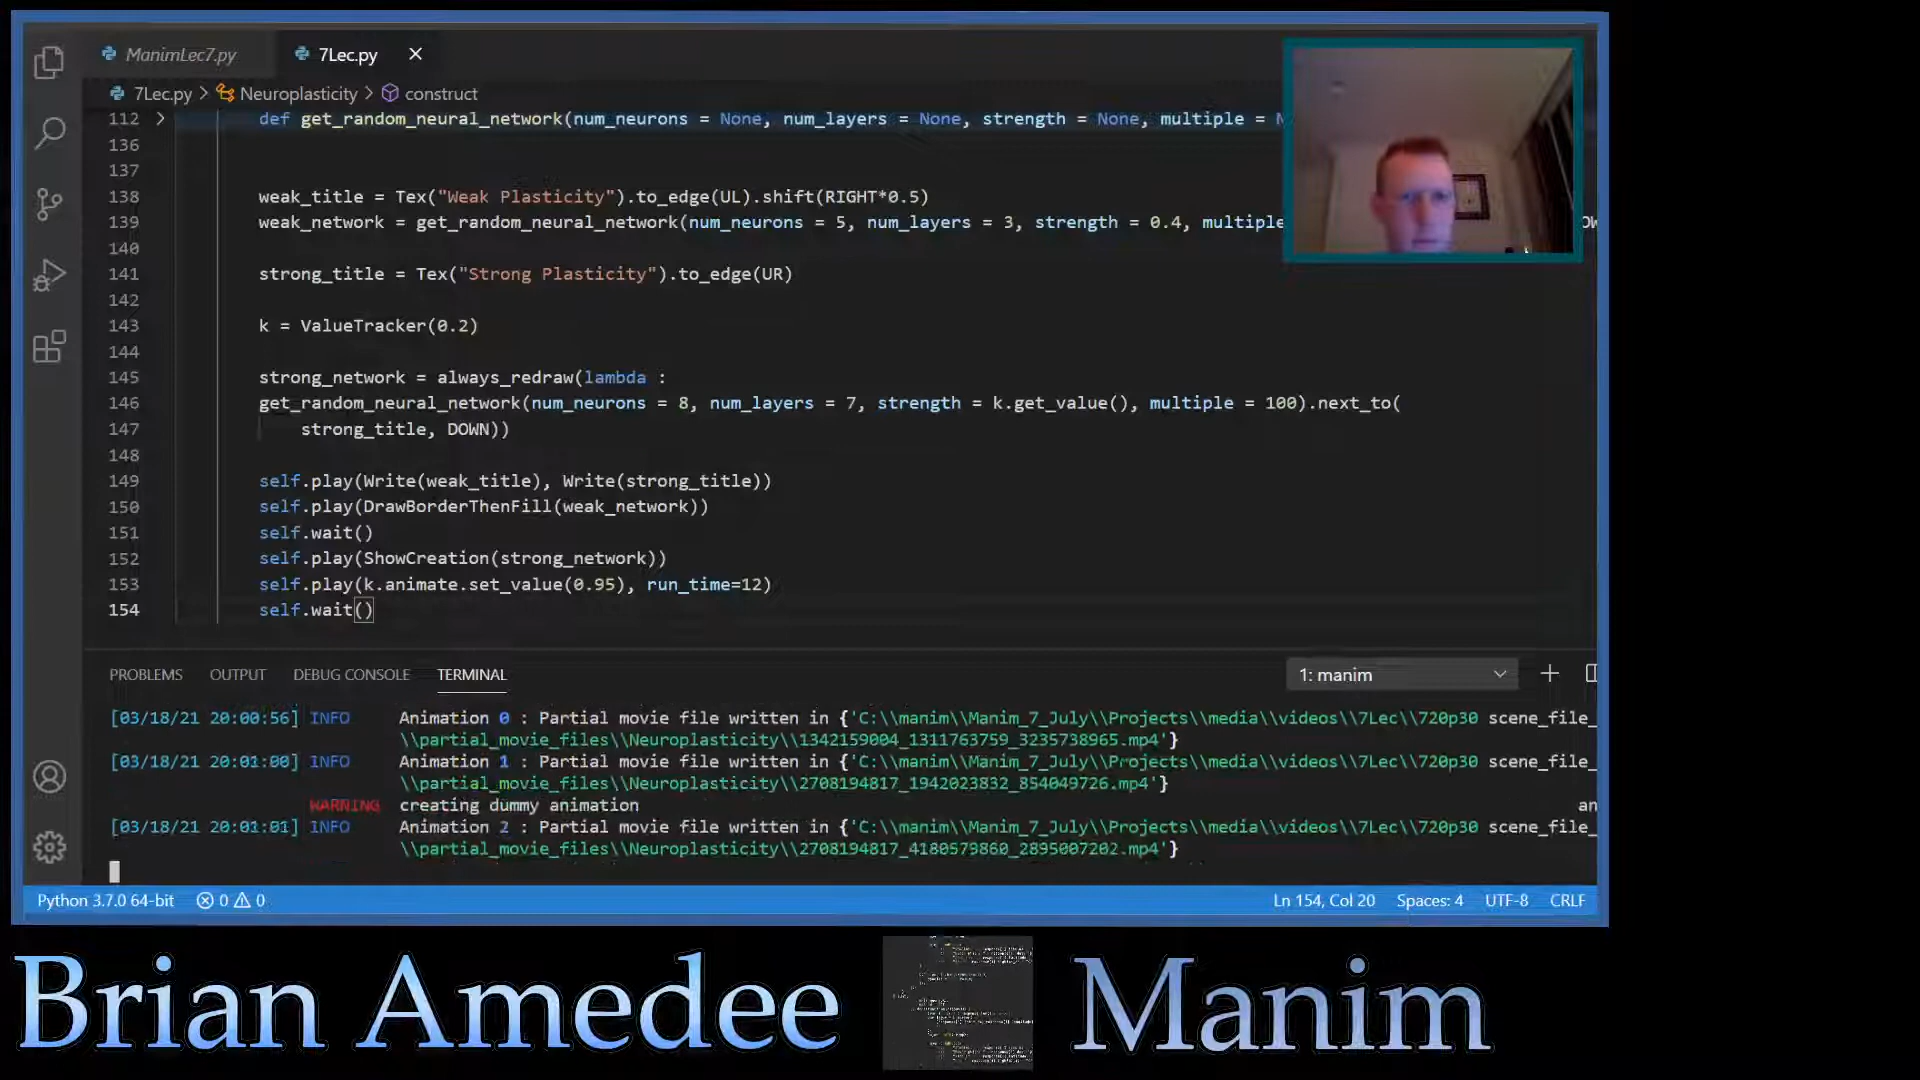 ManimLec7.py
7Lec.py
7Lec.py > Neuroplasticity > construct
112 > def get_random_neural_network(num_neurons = None, num_layers = None, strength = None, multiple = N
136
137
138 weak_title = Tex("Weak Plasticity").to_edge(UL).shift(RIGHT*0.5)
139 weak_network = get_random_neural_network(num_neurons = 5, num_layers = 3, strength = 0.4, multiple
140
141 strong_title = Tex("Strong Plasticity").to_edge(UR)
142
143 k = ValueTracker(0.2)
144
145 strong_network = always_redraw(lambda :
146 get_random_neural_network(num_neurons = 8, num_layers = 7, strength = k.get_value(), multiple = 100).next_to(
147 strong_title, DOWN))
148
149 self.play(Write(weak_title), Write(strong_title))
150 self.play(DrawBorderThenFill(weak_network))
151 self.wait()
152 self.play(ShowCreation(strong_network))
153 self.play(k.animate.set_value(0.95), run_time=12)
154 self.wait()
PROBLEMS OUTPUT DEBUG CONSOLE TERMINAL 1: manim
[03/18/21 20:00:56] INFO Animation 0 : Partial movie file written in {'C:\\manim\\Manim_7_July\\Projects\\media\\videos\\7Lec\\720p30 scene_file_
\\partial_movie_files\\Neuroplasticity\\1342159004_1311763759_3235738965.mp4'}
[03/18/21 20:01:00] INFO Animation 1 : Partial movie file written in {'C:\\manim\\Manim_7_July\\Projects\\media\\videos\\7Lec\\720p30 scene_file_
\\partial_movie_files\\Neuroplasticity\\2708194817_1942023832_854049726.mp4'}
WARNING creating dummy animation an
[03/18/21 20:01:01] INFO Animation 2 : Partial movie file written in {'C:\\manim\\Manim_7_July\\Projects\\media\\videos\\7Lec\\720p30 scene_file_
\\partial_movie_files\\Neuroplasticity\\2708194817_4180579860_2895007202.mp4'}
Python 3.7.0 64-bit 0 0 Ln 154, Col 20 Spaces: 4 UTF-8 CRLF
Brian Amedee Manim